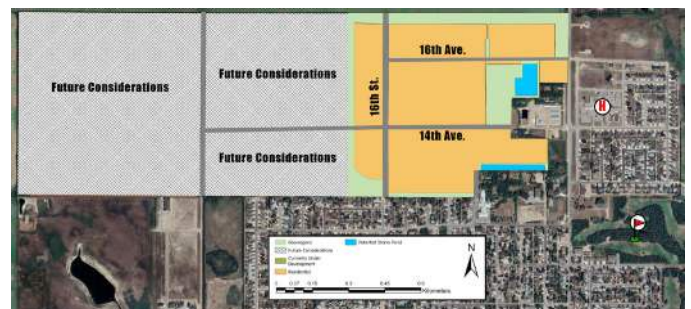 16th Ave.
Future Considerations
Future Considerations
16th St.
14th Ave.
Future Considerations
H
Greenspace
Potential Storm Pond
Future Considerations
Currently Under
Development
Residential
N
Kilometers